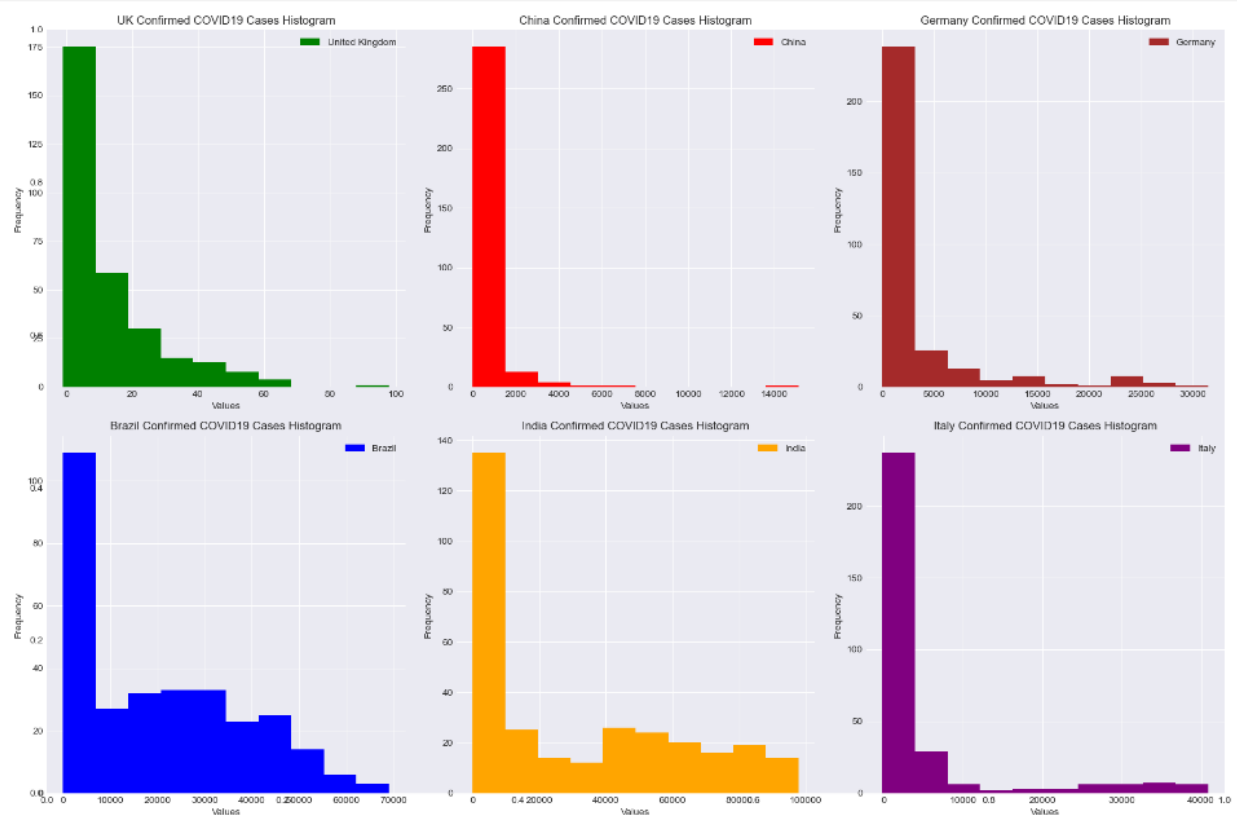 UK Confirmed COVID19 Cases Histogram
1.0
175
150
125
0.8
100
75
50
0
Frequency
United Kingdom
0 20 40 60 80 100
Values
China Confirmed COVID19 Cases Histogram
250
200
150
100
50
0
Frequency
China
0 2000 4000 6000 8000 10000 12000 14000
Values
Germany Confirmed COVID19 Cases Histogram
200
150
100
50
0
Frequency
Germany
0 5000 10000 15000 20000 25000 30000
Values
Brazil Confirmed COVID19 Cases Histogram
100
0.4
80
60
0.2
40
20
Frequency
Brazil
0.0 0 10000 20000 30000 40000 60000 70000
Values
India Confirmed COVID19 Cases Histogram
140
120
100
80
60
40
20
0
Frequency
India
0 0.4 20000 40000 60000 80000 0.6 100000
Values
Italy Confirmed COVID19 Cases Histogram
200
150
100
50
0
Frequency
Italy
0 10000 20000 30000 40000 1.0
Values